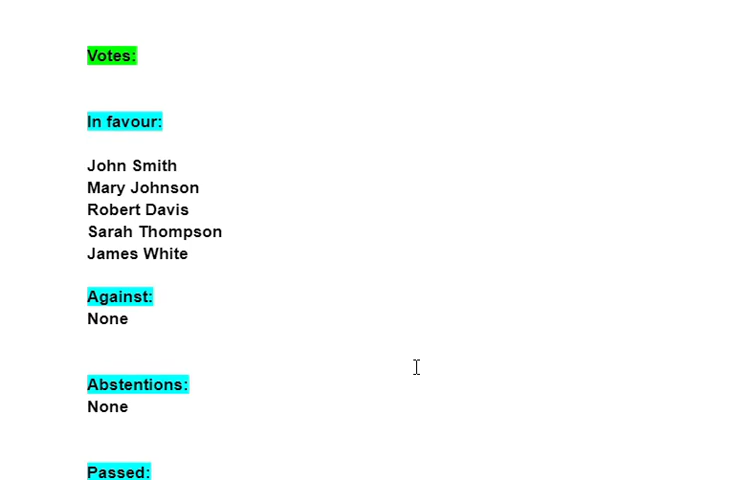 Votes:
In favour:
John Smith
Mary Johnson
Robert Davis
Sarah Thompson
James White
Against:
None
Abstentions:
None
Passed: